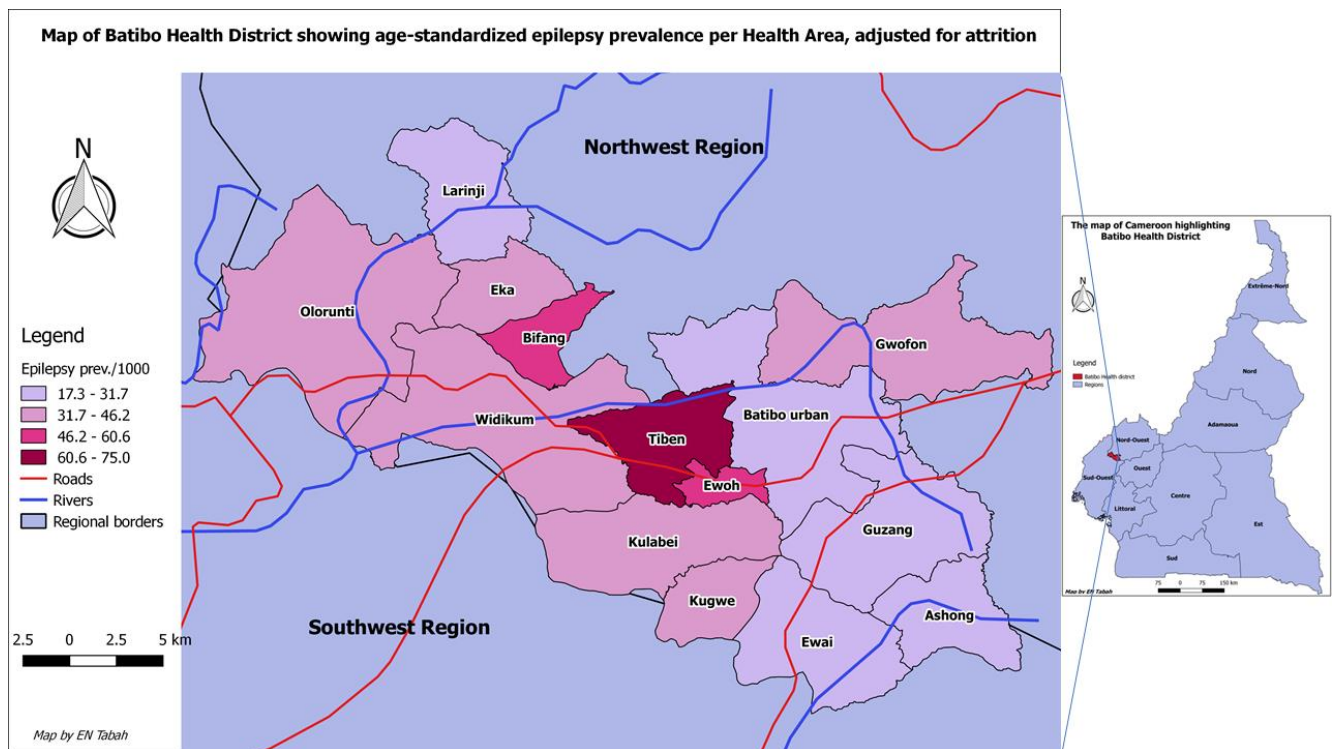 Map of Batibo Health District showing age-standardized epilepsy prevalence per Health Area, adjusted for attrition
N
Northwest Region
Larinji
Eka
Olorunti
Bifang
Gwofon
Widikum
Batibo urban
Tiben
Ewoh
Guzang
Kulabei
Kugwe
Ashong
Ewai
Southwest Region
Legend
Epilepsy prev./1000
17.3 - 31.7
31.7 - 46.2
46.2 - 60.6
60.6 - 75.0
Roads
Rivers
Regional borders
2.5 0 2.5 5 km
Map by EN Tabah
The map of Cameroon highlighting
Batibo Health District
N
Extrême-Nord
Nord
Adamaoua
Nord-Ouest
Ouest
Sud-Ouest
Centre
Littoral
Est
Sud
Legend
Batibo Health district
Regions
75 0 75 150 km
Map by EN Tabah